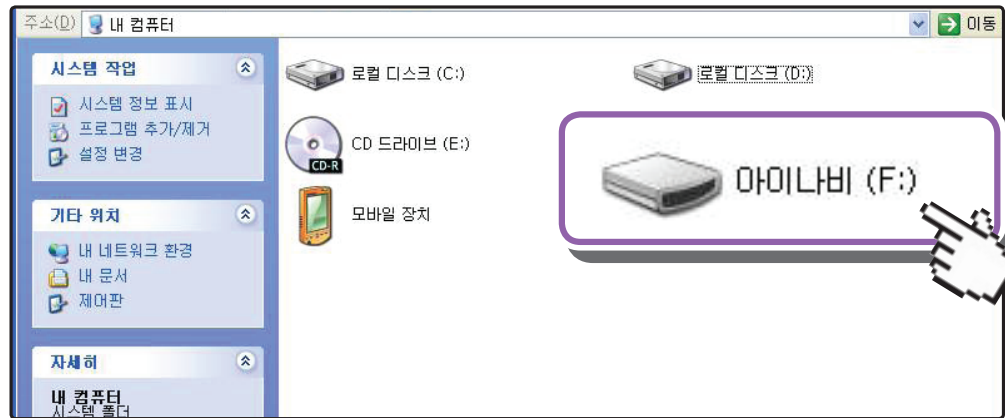 주소(D) 내 컴퓨터 이동
시스템 작업
시스템 정보 표시
프로그램 추가/제거
설정 변경
기타 위치
내 네트워크 환경
내 문서
제어판
자세히
내 컴퓨터
시스템 폴더
로컬 디스크 (C:)
로컬 디스크 (D:)
CD 드라이브 (E:)
CD-R
아이나비 (F:)
모바일 장치